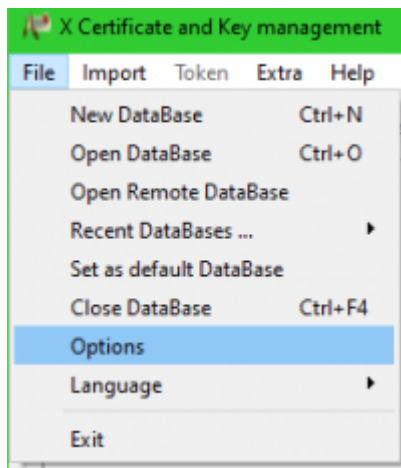 X Certificate and Key management
File Import Token Extra Help
New DataBase Ctrl+N
Open DataBase Ctrl+O
Open Remote DataBase
Recent DataBases ...
Set as default DataBase
Close DataBase Ctrl+F4
Options
Language
Exit